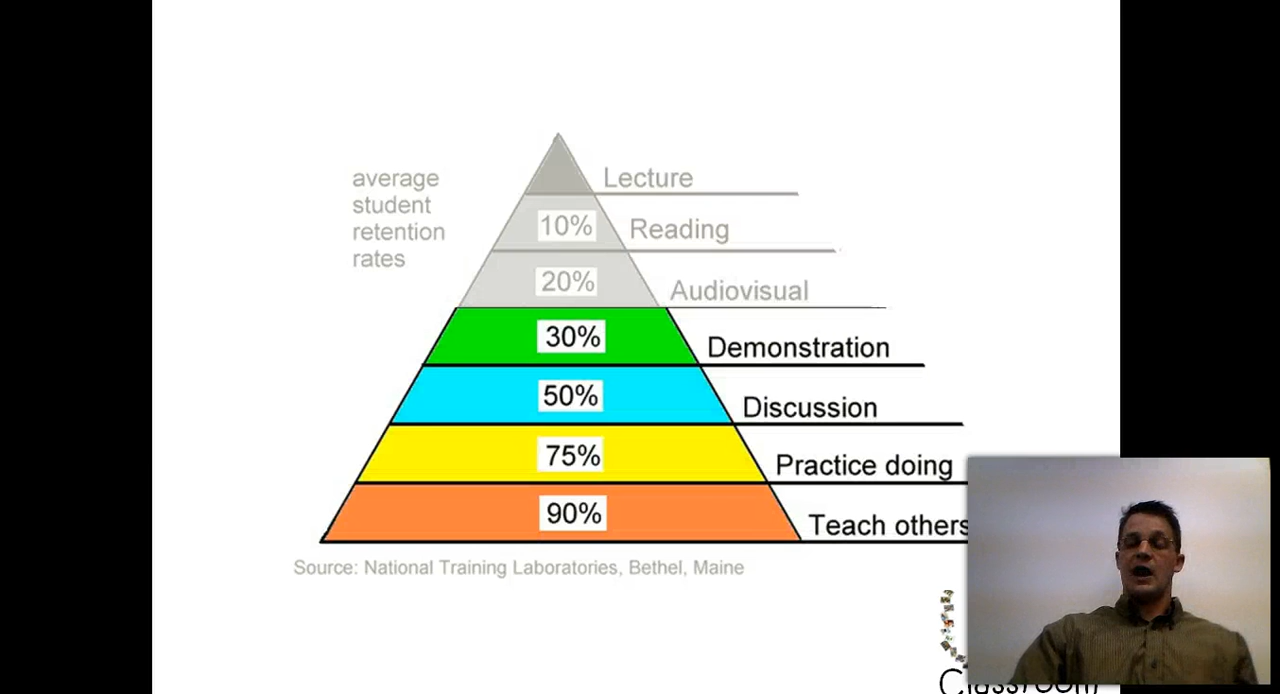 average
student
retention
rates
Lecture
10% Reading
20% Audiovisual
30% Demonstration
50% Discussion
75% Practice doing
90% Teach others
Source: National Training Laboratories, Bethel, Maine
Classroom